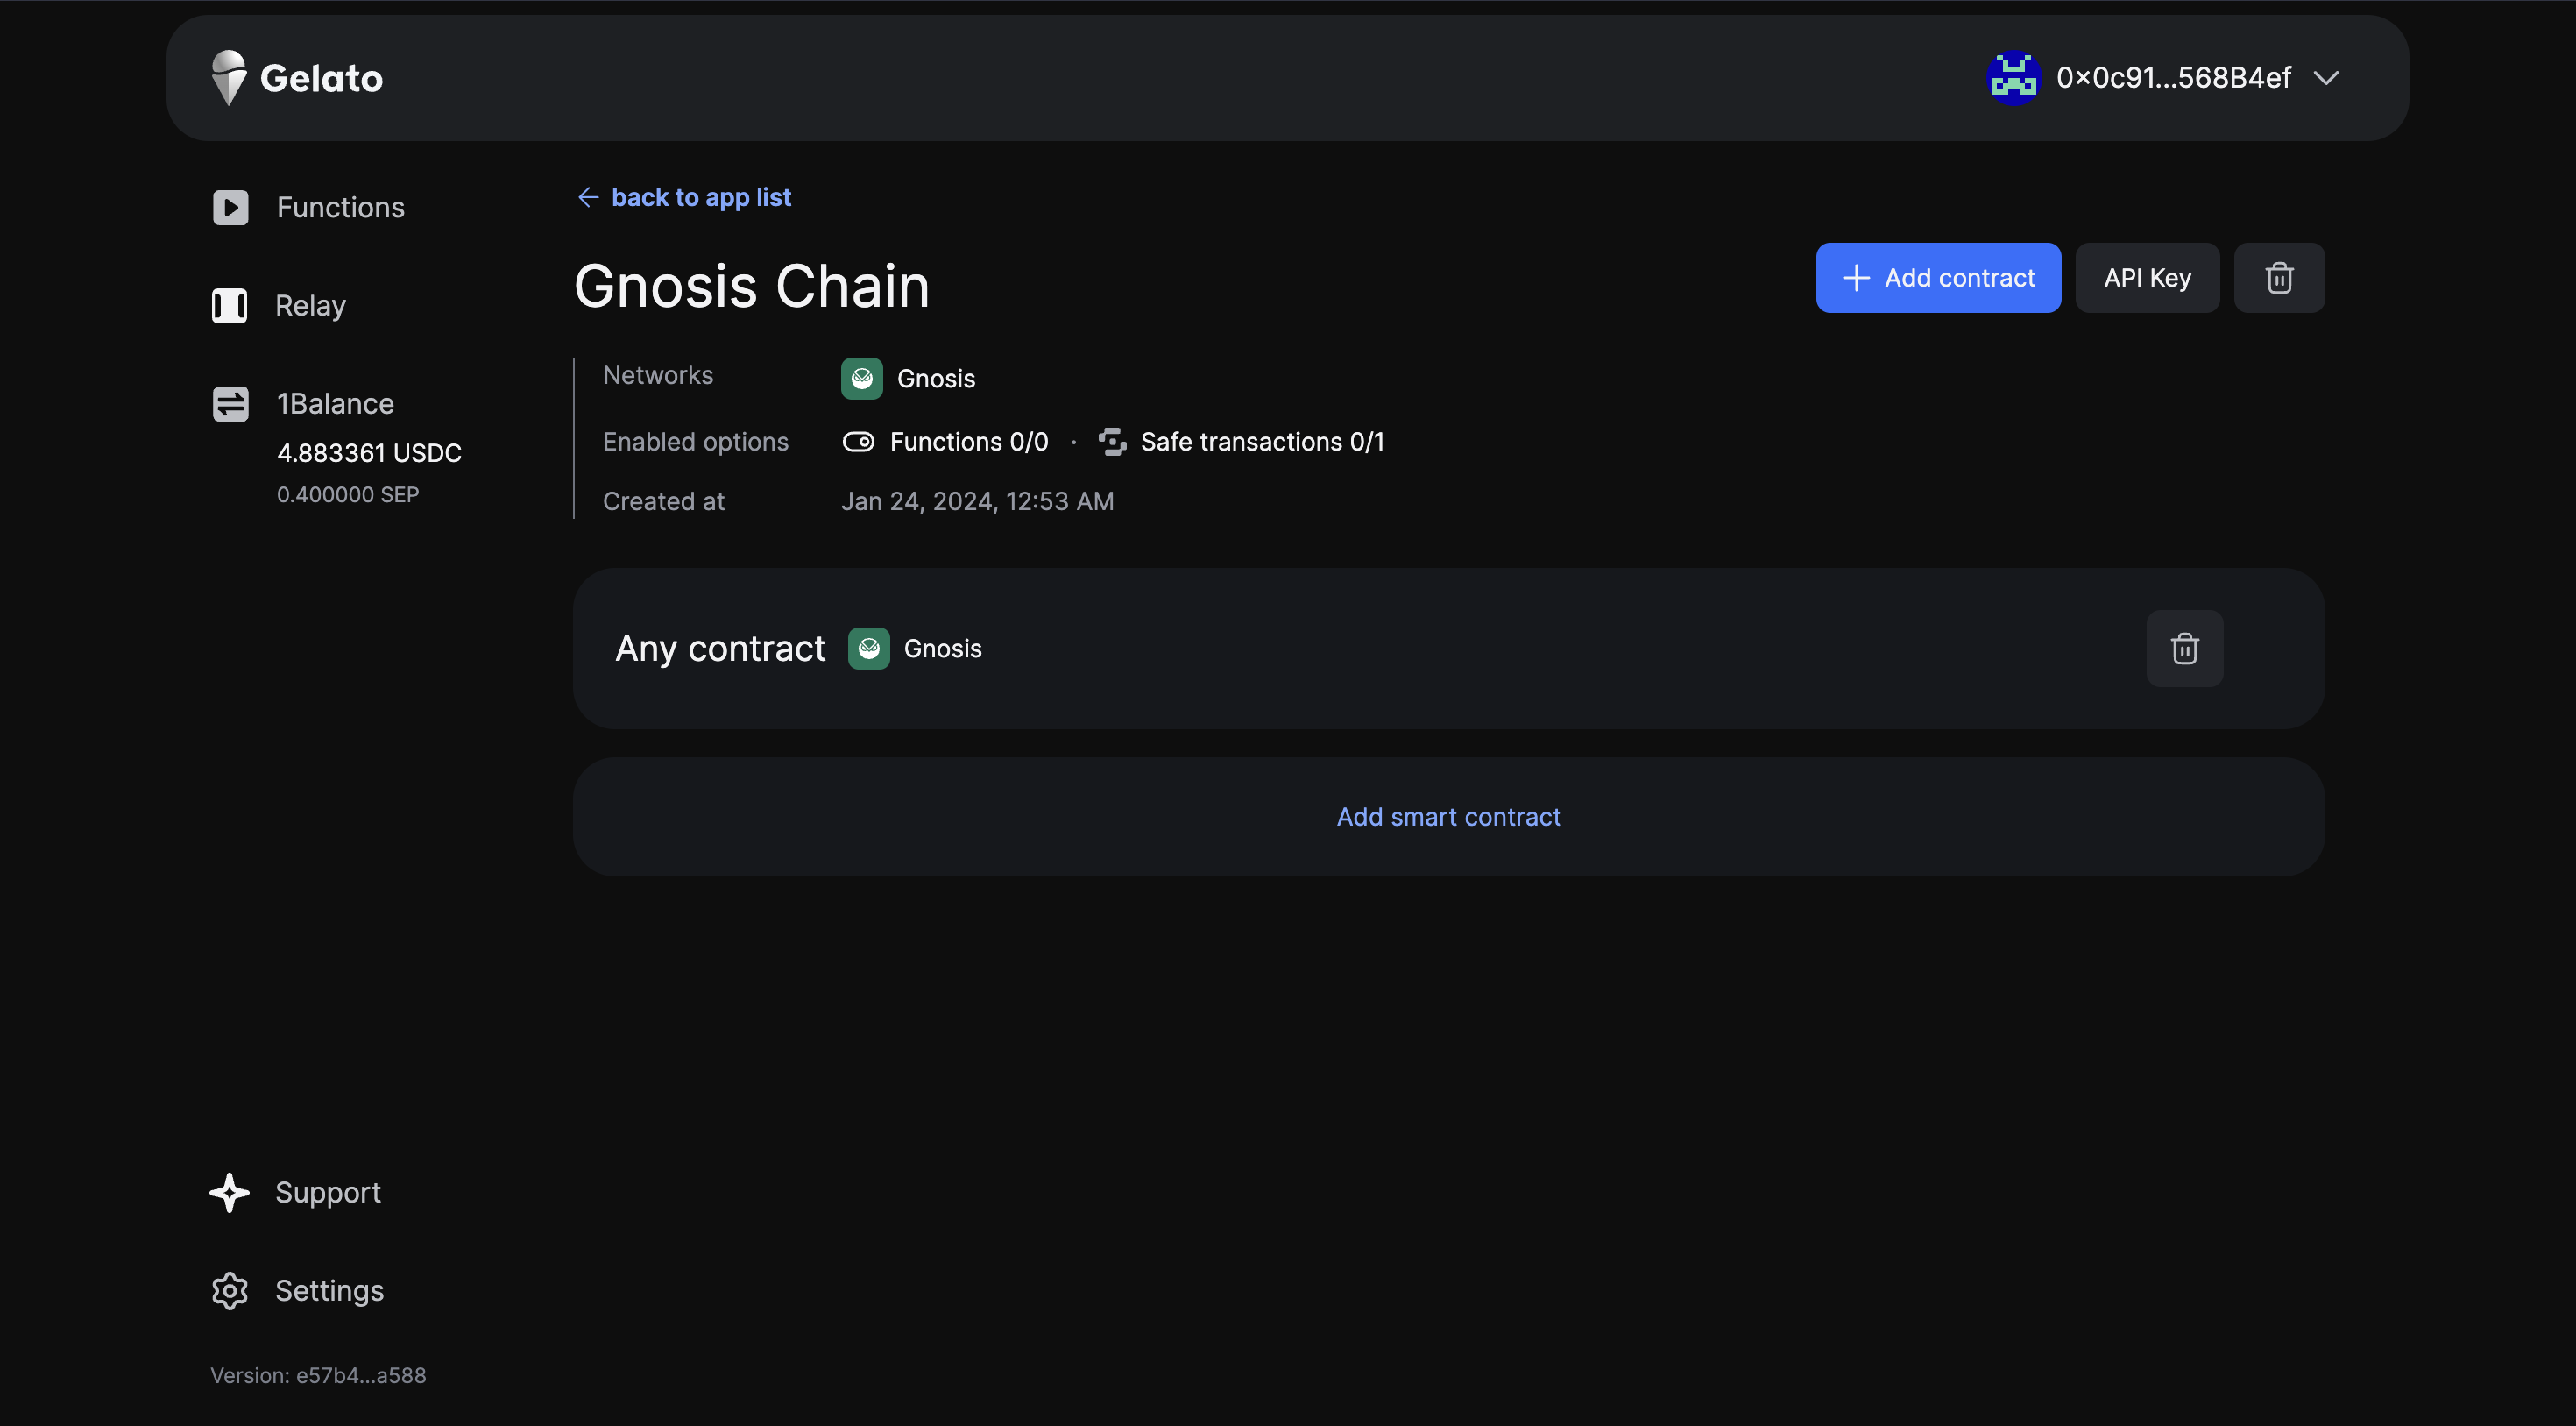 Gelato
0×0c91...568B4ef
Functions
Relay
1Balance
4.883361 USDC
0.400000 SEP
← back to app list
Gnosis Chain
+ Add contract
API Key
Networks
Gnosis
Enabled options
Functions 0/0 · Safe transactions 0/1
Created at
Jan 24, 2024, 12:53 AM
Any contract
Gnosis
Add smart contract
Support
Settings
Version: e57b4...a588